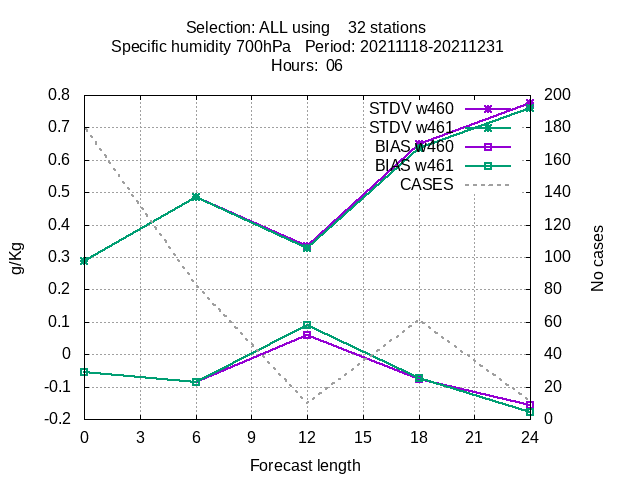 Selection: ALL using 32 stations
Specific humidity 700hPa Period: 20211118-20211231
Hours: 06
0.8
0.7
0.6
0.5
0.4
0.3
0.2
0.1
0
-0.1
-0.2
g/Kg
STDV w460
STDV w461
BIAS w460
BIAS w461
CASES
200
180
160
140
120
100
80
60
40
20
0
No cases
0 3 6 9 12 15 18 21 24
Forecast length